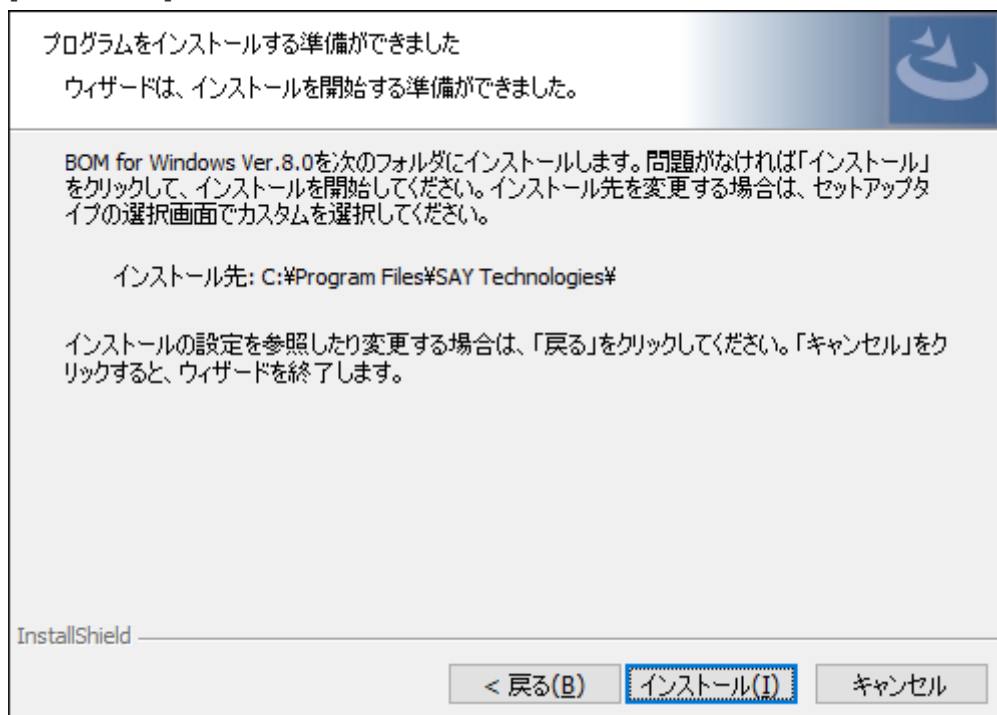 プログラムをインストールする準備ができました
ウィザードは、インストールを開始する準備ができました。
BOM for Windows Ver.8.0を次のフォルダにインストールします。問題がなければ「インストール」
をクリックして、インストールを開始してください。インストール先を変更する場合は、セットアップタ
イプの選択画面でカスタムを選択してください。
インストール先: C:¥Program Files¥SAY Technologies¥
インストールの設定を参照したり変更する場合は、「戻る」をクリックしてください。「キャンセル」をク
リックすると、ウィザードを終了します。
InstallShield
< 戻る(B) インストール(I) キャンセル